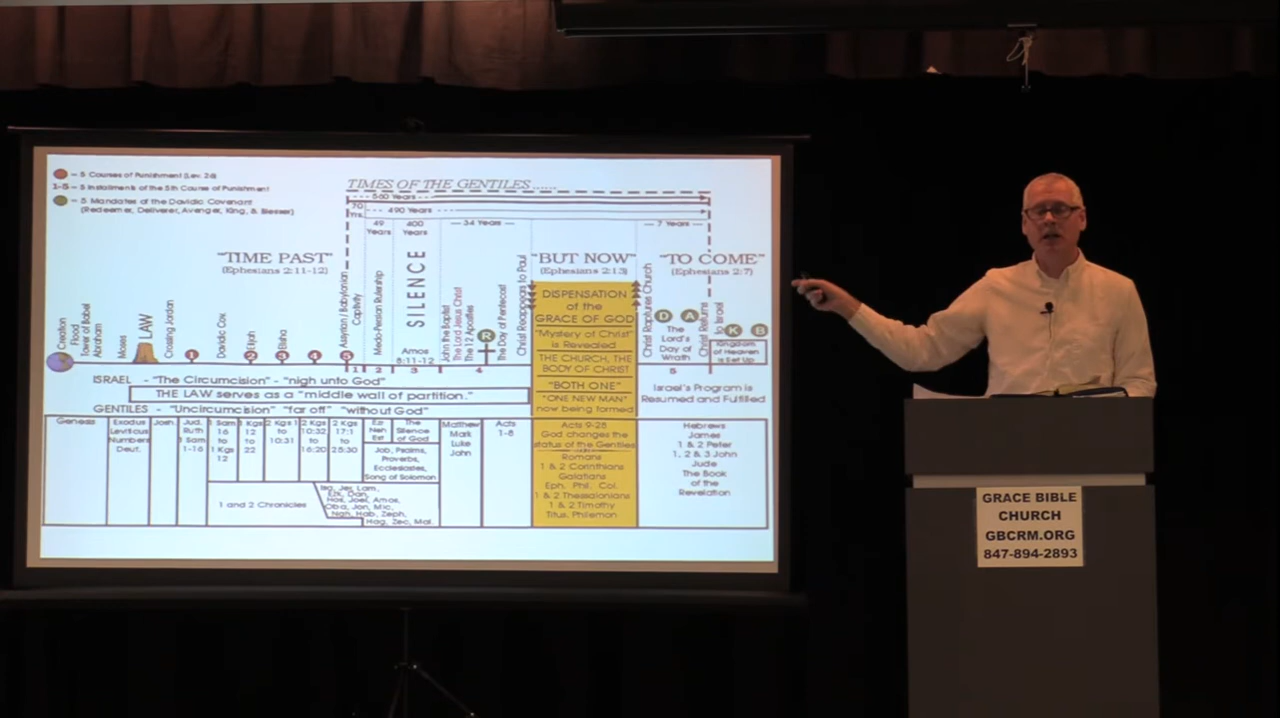 = 5 Courses of Punishment (Lev. 26)
1-5 = 5 Installments of the 5th Course of Punishment
= 5 Mandates of the Davidic Covenant
(Redeemer, Deliverer, Avenger, King, & Blesser)
TIMES OF THE GENTILES ......
560 Years
70 Yrs.
490 Years
49 Years
400 Years
34 Years
7 Years
"TIME PAST"
(Ephesians 2:11-12)
"BUT NOW"
(Ephesians 2:13)
"TO COME"
(Ephesians 2:7)
Creation
Flood
Tower of Babel
Abraham
Moses
LAW
Crossing Jordan
1
Davidic Cov.
2
Elijah
3
Elisha
4
5
Assyrian / Babylonian
Captivity
Medo-Persian Rulership
SILENCE
Amos
8:11-12
John the Baptist
The Lord Jesus Christ
The 12 Apostles
R
The Day of Pentecost
Christ Reappears to Paul
DISPENSATION
of the
GRACE OF GOD
"Mystery of Christ"
is Revealed
THE CHURCH, THE
BODY OF CHRIST
"BOTH ONE"
"ONE NEW MAN"
now being formed
Christ Raptures Church
D A
The
Lord's
Day of
Wrath
Christ Returns
to Israel
K B
Kingdom
of Heaven
is Set Up
1 2 3 4 5
ISRAEL - "The Circumcision" - "nigh unto God"
THE LAW serves as a "middle wall of partition."
GENTILES - "Uncircumcision" "far off" "without God"
Israel's Program is
Resumed and Fulfilled
Genesis
Exodus
Leviticus
Numbers
Deut.
Josh.
Jud.
Ruth
1 Sam
1-15
1 Sam
16
to
1 Kgs
12
1 Kgs
12
to
22
2 Kgs 1
to
10:31
2 Kgs
10:32
to
16:20
2 Kgs
17:1
to
25:30
Ezr
Neh
Est
The
Silence
of God
Job, Psalms,
Proverbs,
Ecclesiastes,
Song of Solomon
1 and 2 Chronicles
Isa, Jer, Lam,
Ezk, Dan,
Hos, Joel, Amos,
Oba, Jon, Mic,
Nah, Hab, Zeph,
Hag, Zec, Mal.
Matthew
Mark
Luke
John
Acts
1-8
Acts 9-28
God changes the
status of the Gentiles
Romans
1 & 2 Corinthians
Galatians
Eph. Phil. Col.
1 & 2 Thessalonians
1 & 2 Timothy
Titus, Philemon
Hebrews
James
1 & 2 Peter
1, 2 & 3 John
Jude
The Book
of the
Revelation
GRACE BIBLE
CHURCH
GBCRM.ORG
847-894-2893